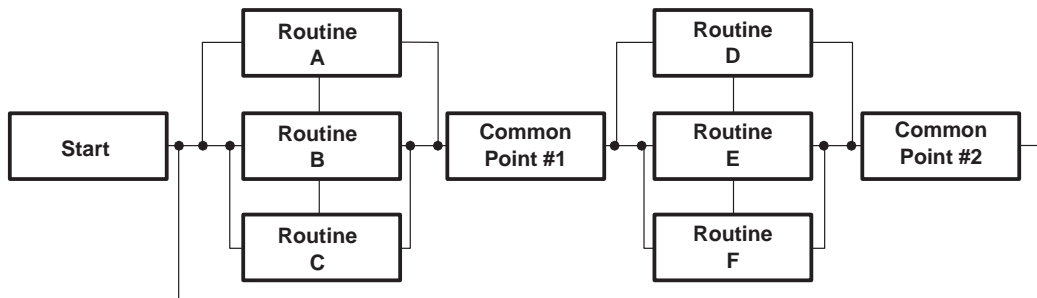 Routine
A
Routine
D
Start
Routine
B
Common
Point #1
Routine
E
Common
Point #2
Routine
C
Routine
F